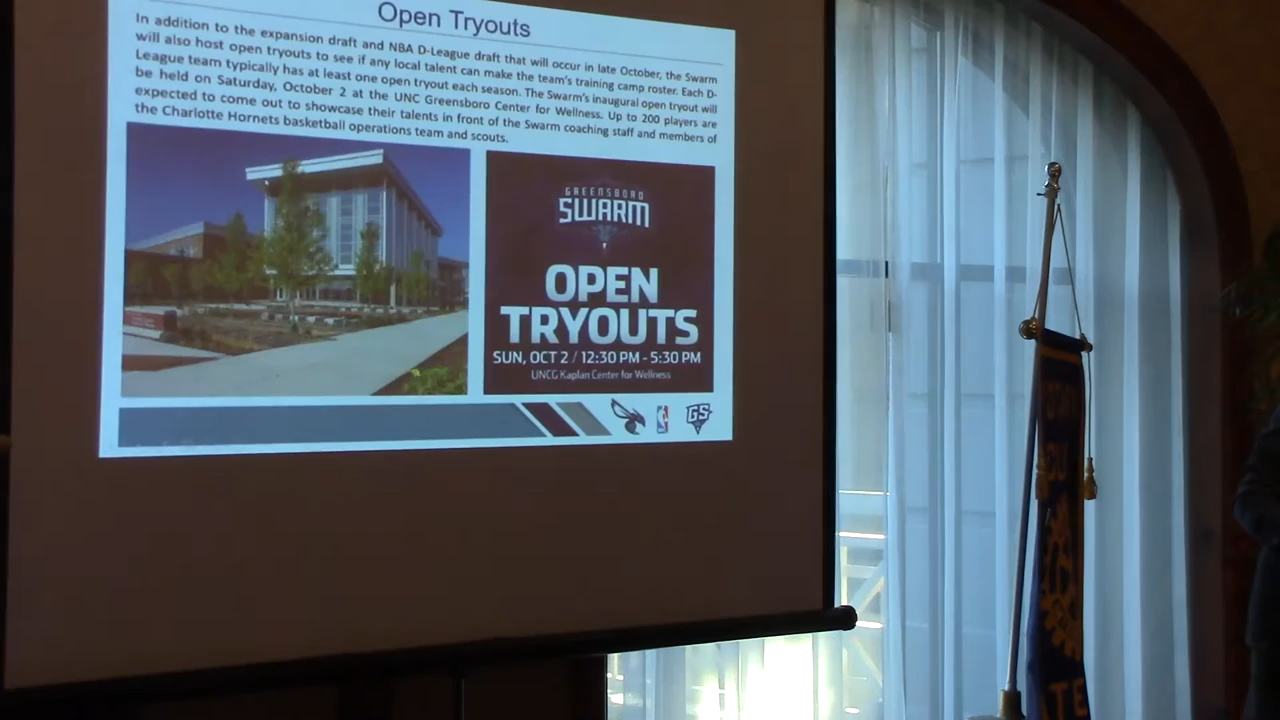 Open Tryouts
In addition to the expansion draft and NBA D-League draft that will occur in late October, the Swarm
will also host open tryouts to see if any local talent can make the team's training camp roster. Each D-
League team typically has at least one open tryout each season. The Swarm's inaugural open tryout will
be held on Saturday, October 2 at the UNC Greensboro Center for Wellness. Up to 200 players are
expected to come out to showcase their talents in front of the Swarm coaching staff and members of
the Charlotte Hornets basketball operations team and scouts.
GREENSBORO
SWARM
OPEN
TRYOUTS
SUN, OCT 2 / 12:30 PM - 5:30 PM
UNCG Kaplan Center for Wellness
GS